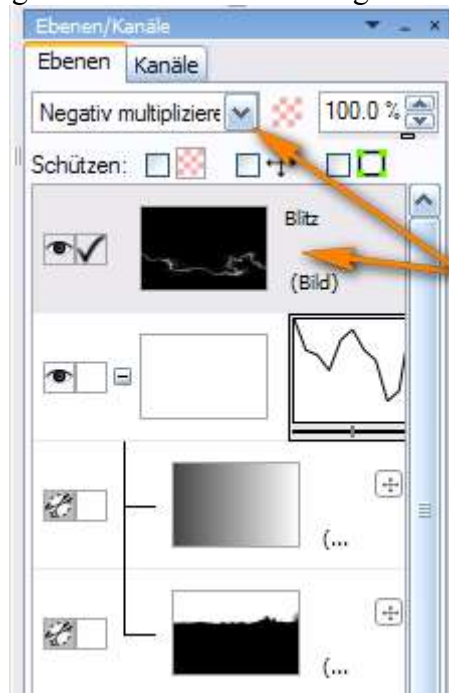 Ebenen/Kanäle
Ebenen Kanäle
Negativ multipliziere 100.0 %
Schützen:
Blitz
(Bild)
(...
(...